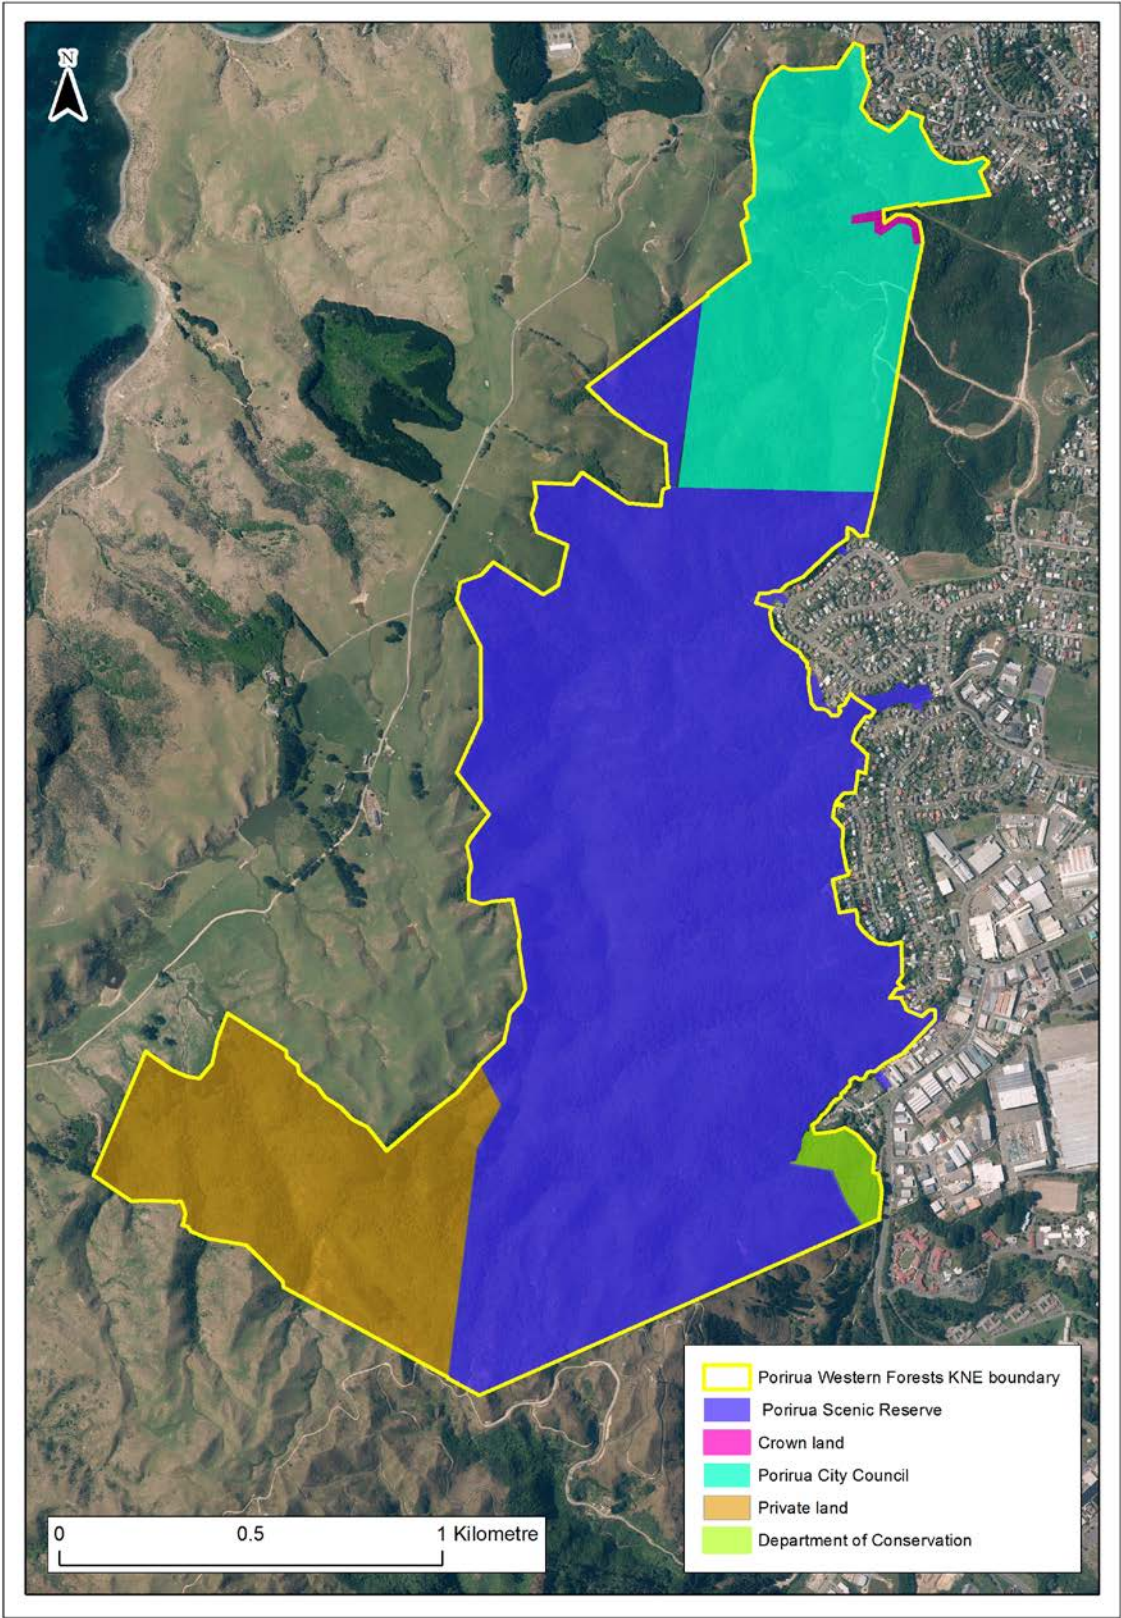 N
Porirua Western Forests KNE boundary
Porirua Scenic Reserve
Crown land
Porirua City Council
Private land
Department of Conservation
0 0.5 1 Kilometre